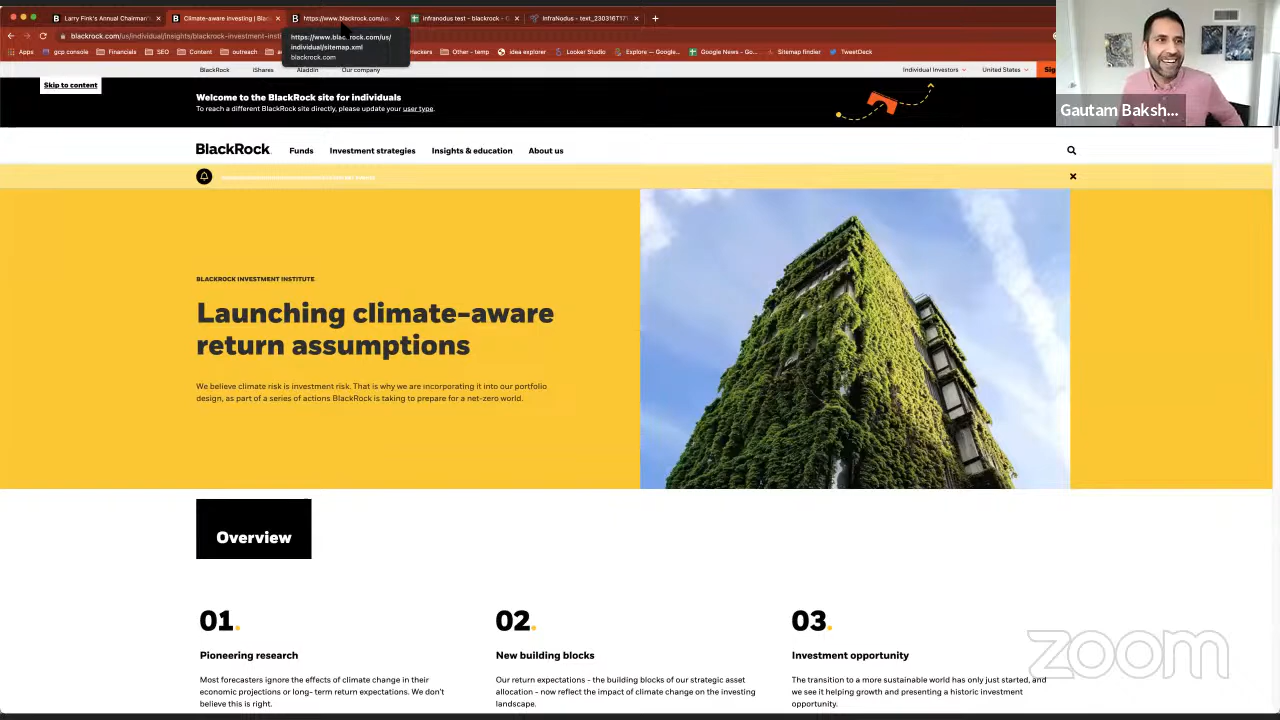 Larry Fink's Annual Chairman'
Climate-aware investing | Bla
https://www.blackrock.com/us
infranodus test - blackrock - G
InfraNodus - text_230316T17
blackrock.com/us/individual/insights/blackrock-investment-insti
https://www.blac rock.com/us/
individual/sitemap.xml
blackrock.com
Apps
gcp console
Financials
SEO
Content
outreach
Hackers
Other - temp
idea explorer
Looker Studio
Explore — Google...
Google News - Go...
Sitemap finder
TweetDeck
BlackRock
iShares
Aladdin
Our company
Individual Investors
United States
Sig
Skip to content
Welcome to the BlackRock site for individuals
To reach a different BlackRock site directly, please update your user type.
Gautam Baksh...
BlackRock
Funds
Investment strategies
Insights & education
About us
BLACKROCK INVESTMENT INSTITUTE
Launching climate-aware
return assumptions
We believe climate risk is investment risk. That is why we are incorporating it into our portfolio
design, as part of a series of actions BlackRock is taking to prepare for a net-zero world.
Overview
01.
Pioneering research
Most forecasters ignore the effects of climate change in their
economic projections or long- term return expectations. We don't
believe this is right.
02.
New building blocks
Our return expectations - the building blocks of our strategic asset
allocation - now reflect the impact of climate change on the investing
landscape.
03.
Investment opportunity
The transition to a more sustainable world has only just started, and
we see it helping growth and presenting a historic investment
opportunity.
zoom